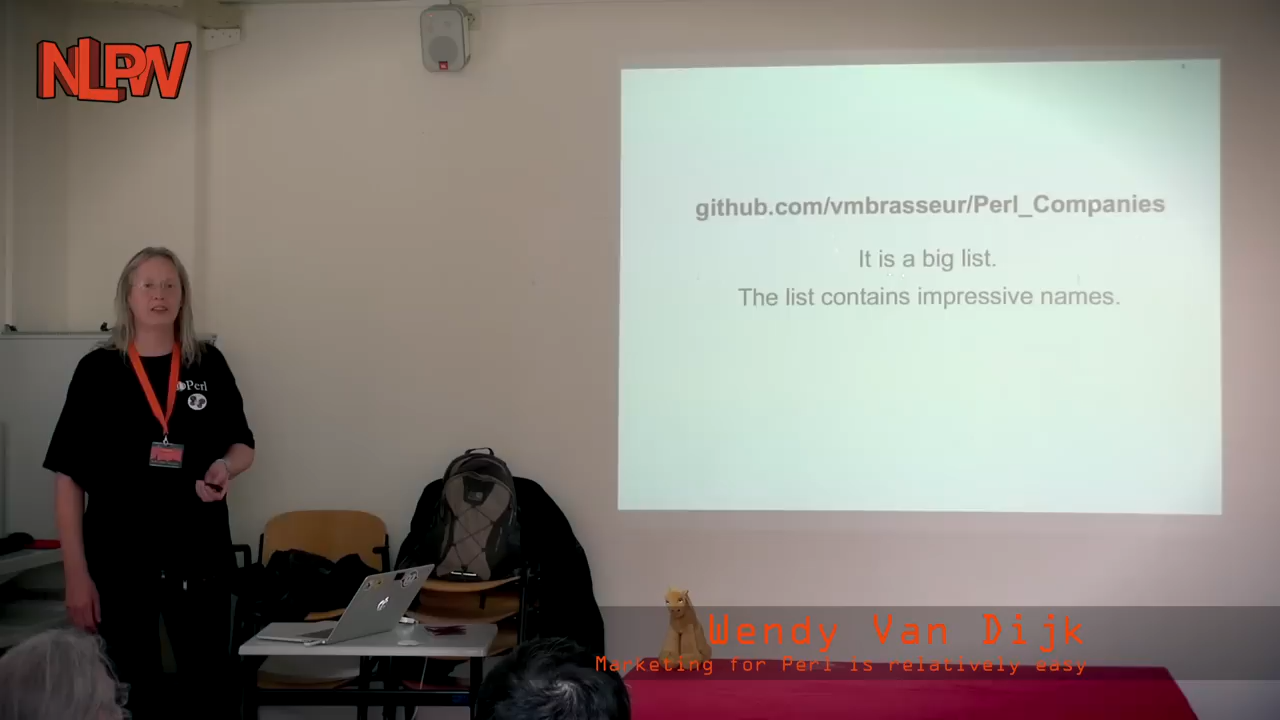 NLPW
github.com/vmbrasseur/Perl_Companies
It is a big list.
The list contains impressive names.
Perl
Wendy Van Dijk
Marketing for Perl is relatively easy